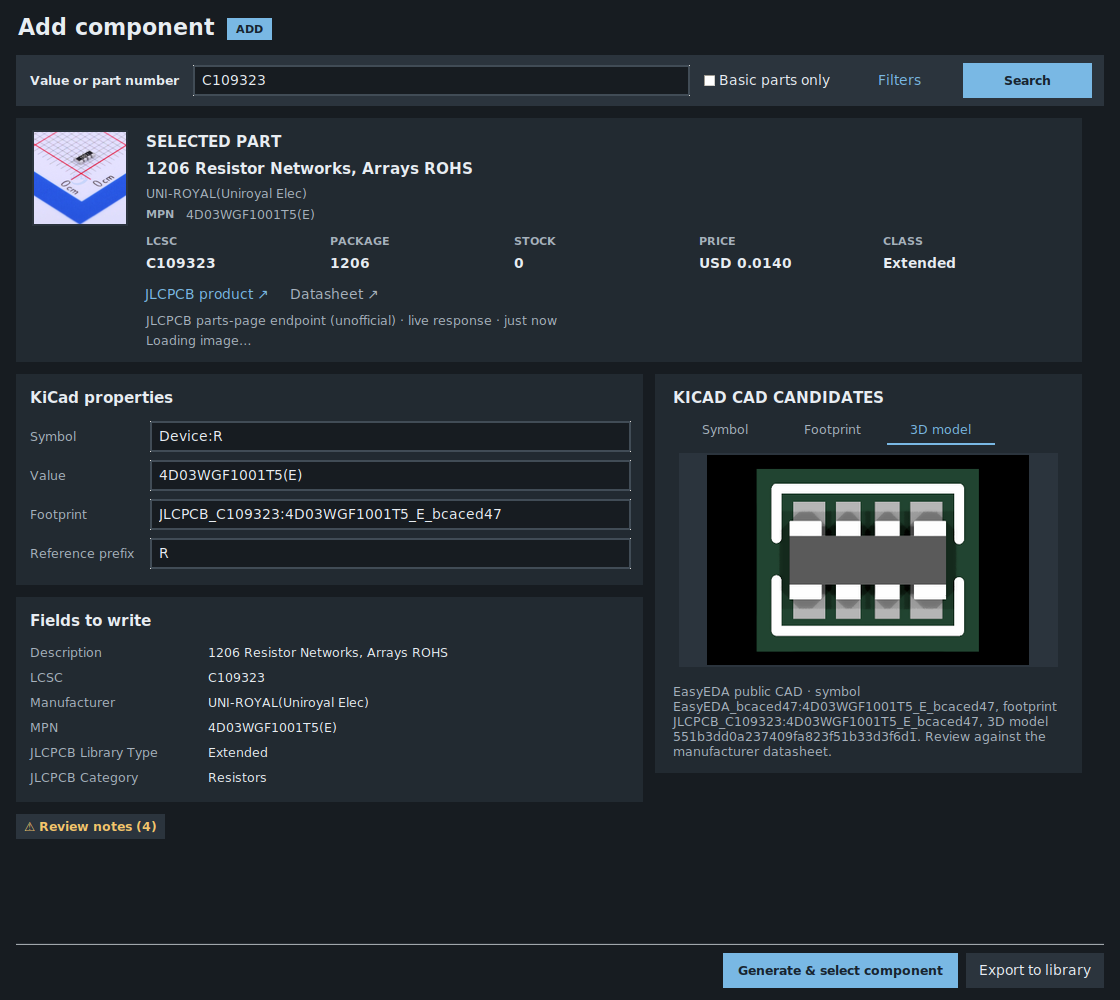 Add component ADD
Value or part number C109323 Basic parts only Filters Search
SELECTED PART
1206 Resistor Networks, Arrays ROHS
UNI-ROYAL(Uniroyal Elec)
MPN 4D03WGF1001T5(E)
LCSC PACKAGE STOCK PRICE CLASS
C109323 1206 0 USD 0.0140 Extended
JLCPCB product ↗ Datasheet ↗
JLCPCB parts-page endpoint (unofficial) · live response · just now
Loading image...
0cm 0cm
KiCad properties
Symbol Device:R
Value 4D03WGF1001T5(E)
Footprint JLCPCB_C109323:4D03WGF1001T5_E_bcaced47
Reference prefix R
Fields to write
Description 1206 Resistor Networks, Arrays ROHS
LCSC C109323
Manufacturer UNI-ROYAL(Uniroyal Elec)
MPN 4D03WGF1001T5(E)
JLCPCB Library Type Extended
JLCPCB Category Resistors
⚠ Review notes (4)
KICAD CAD CANDIDATES
Symbol Footprint 3D model
EasyEDA public CAD · symbol
EasyEDA_bcaced47:4D03WGF1001T5_E_bcaced47, footprint
JLCPCB_C109323:4D03WGF1001T5_E_bcaced47, 3D model
551b3dd0a237409fa823f51b33d3f6d1. Review against the
manufacturer datasheet.
Generate & select component Export to library